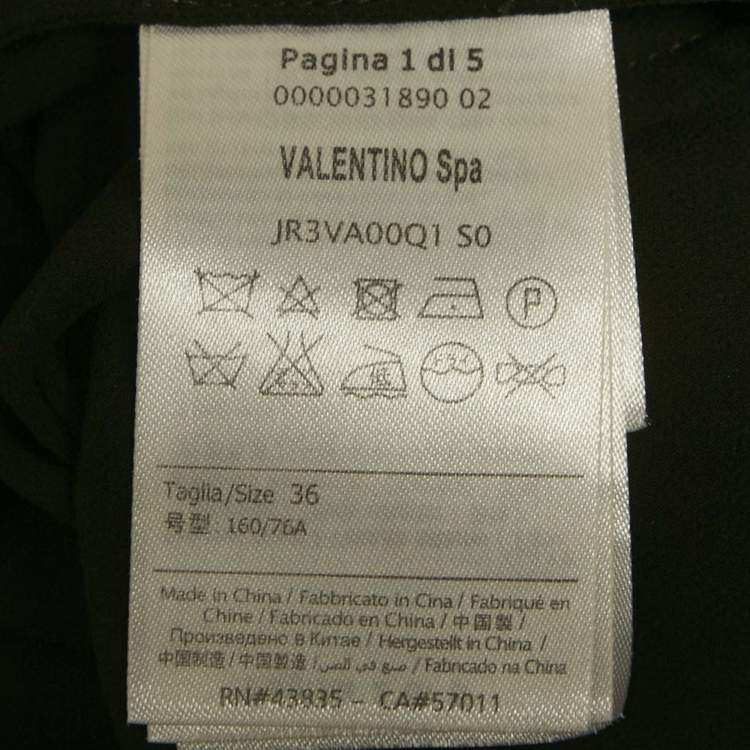 Pagina 1 di 5
0000031890 02
VALENTINO Spa
JR3VA00Q1 S0
P
低
Taglia/Size 36
号型: 160/76A
Made in China / Fabbricato in Cina / Fabriqué en
Chine / Fabricado en China / 中国製 /
Произведено в Китае / Hergestellt in China /
中国制造 / 中國製造 / صنع في الصين / Fabricado na China
RN#43835 - CA#57011